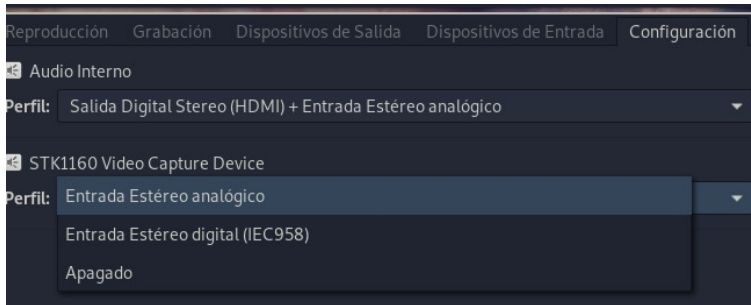 Reproducción Grabación Dispositivos de Salida Dispositivos de Entrada Configuración
Audio Interno
Perfil: Salida Digital Stereo (HDMI) + Entrada Estéreo analógico
STK1160 Video Capture Device
Perfil: Entrada Estéreo analógico
Entrada Estéreo digital (IEC958)
Apagado